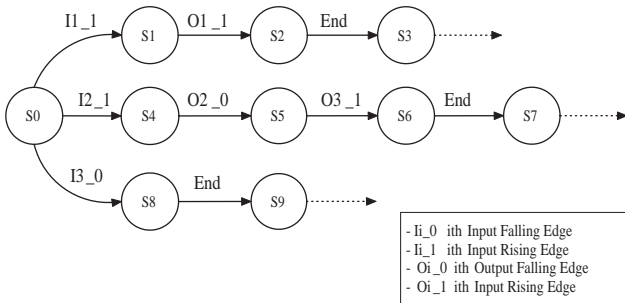 I1_1 O1_1 End
S1 S2 S3
I2_1 O2_0 O3_1 End
S0 S4 S5 S6 S7
I3_0 End
S8 S9
- Ii_0 ith Input Falling Edge
- Ii_1 ith Input Rising Edge
- Oi_0 ith Output Falling Edge
- Oi_1 ith Input Rising Edge